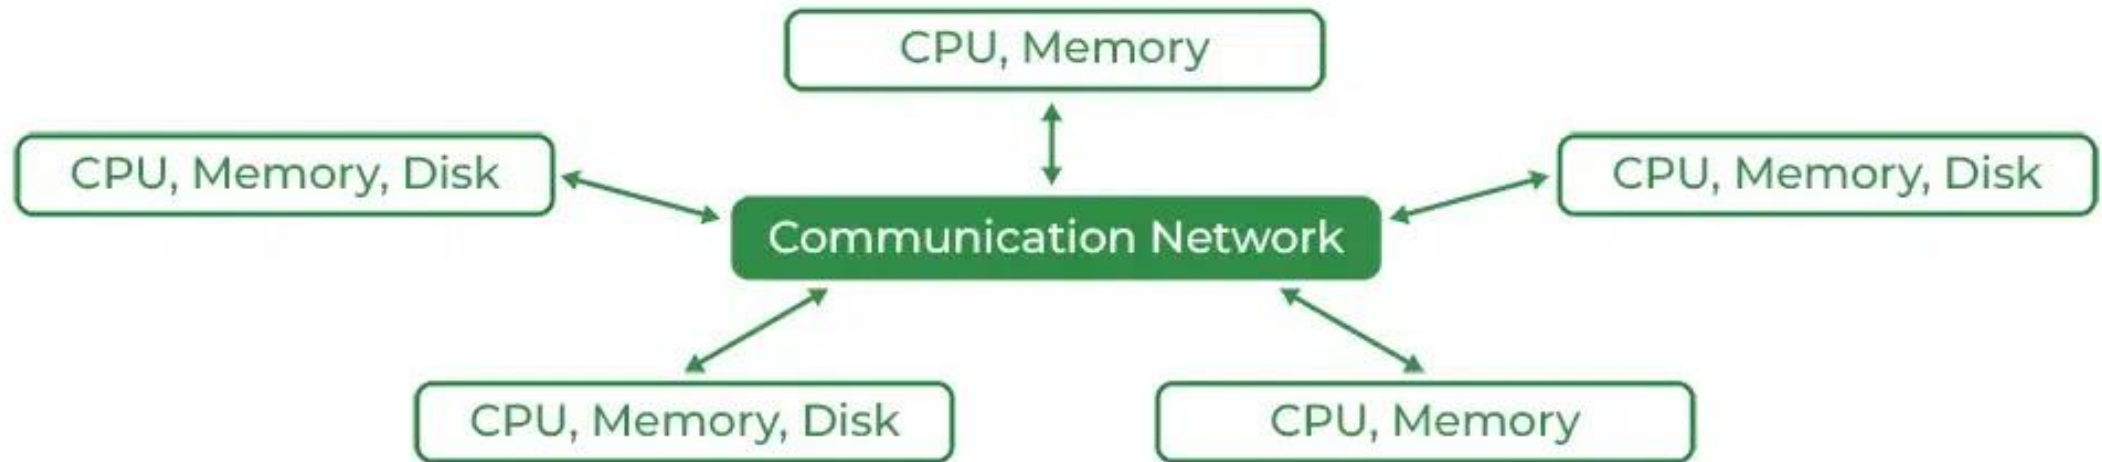 CPU, Memory
CPU, Memory, Disk
CPU, Memory, Disk
Communication Network
CPU, Memory, Disk
CPU, Memory